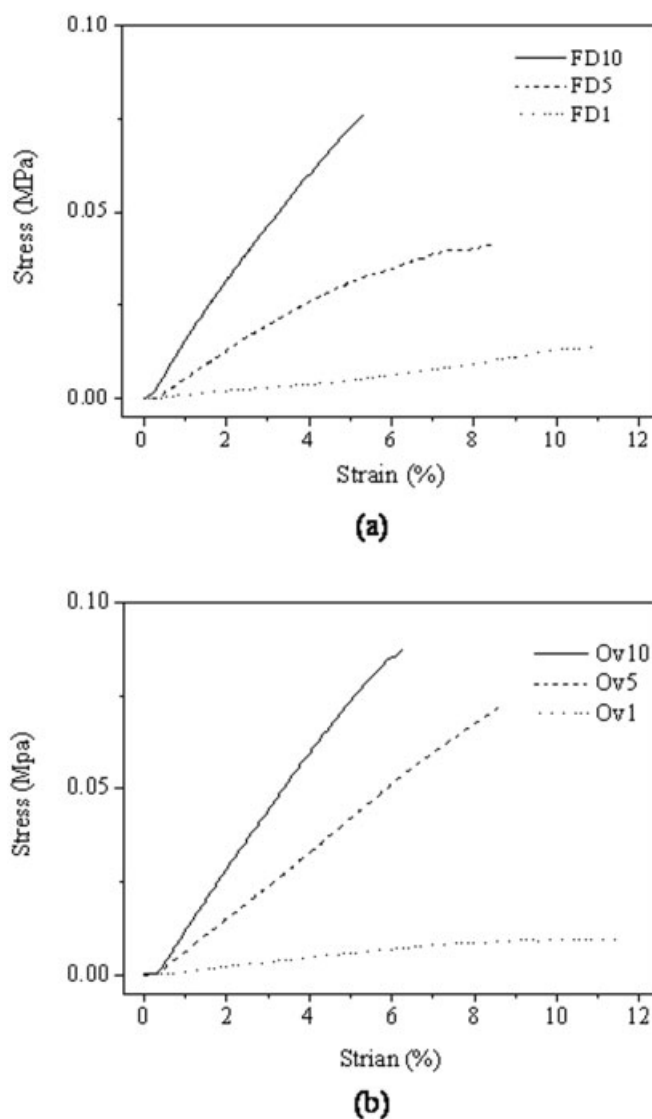 0.10
FD10
FD5
FD1
Stress (MPa)
0.05
0.00
0 2 4 6 8 10 12
Strain (%)
(a)
0.10
Ov10
Ov5
Ov1
Stress (Mpa)
0.05
0.00
0 2 4 6 8 10 12
Strian (%)
(b)